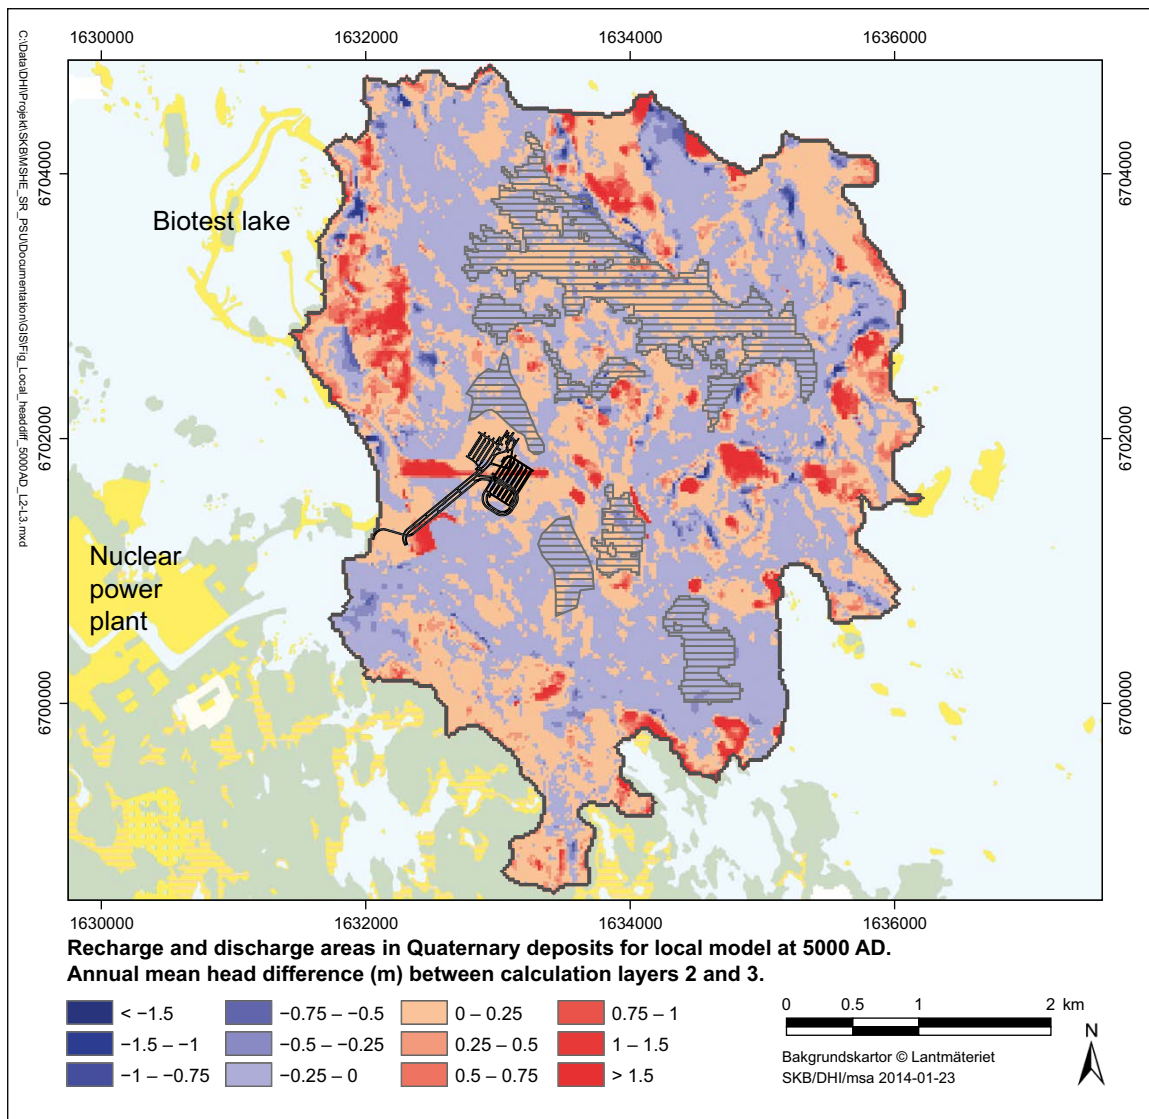 1630000 1632000 1634000 1636000
C:\Data\DHI\Projekt\SKB\MSHE_SR_PSU\Documentation\GIS\Fig_Local_headdiff_5000AD_L2-L3.mxd
6704000
6704000
Biotest lake
6702000
6702000
Nuclear
power
plant
6700000
6700000
1630000 1632000 1634000 1636000
Recharge and discharge areas in Quaternary deposits for local model at 5000 AD.
Annual mean head difference (m) between calculation layers 2 and 3.
< −1.5 −0.75 – −0.5 0 – 0.25 0.75 – 1
−1.5 – −1 −0.5 – −0.25 0.25 – 0.5 1 – 1.5
−1 – −0.75 −0.25 – 0 0.5 – 0.75 > 1.5
0 0.5 1 2 km
N
Bakgrundskartor © Lantmäteriet
SKB/DHI/msa 2014-01-23